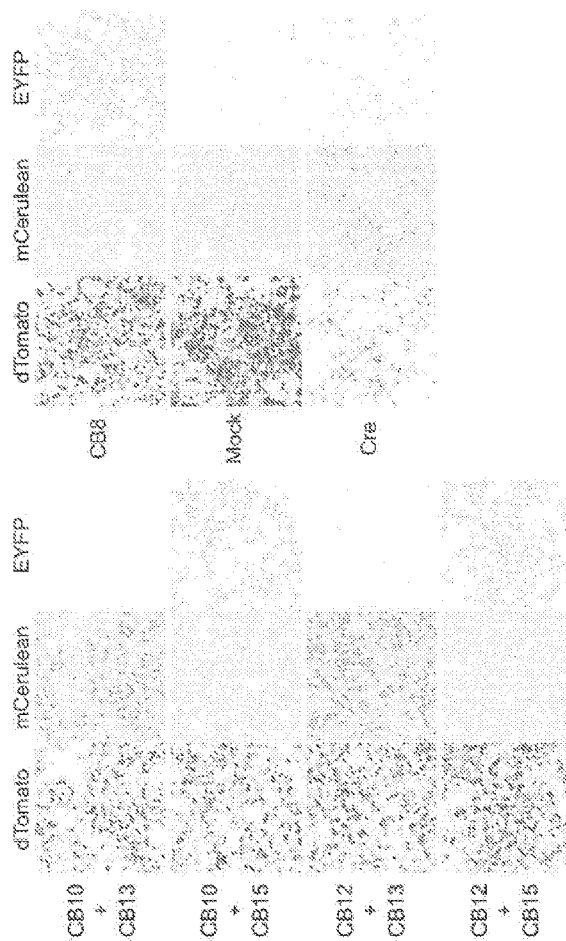 dTomato mCerulean EYFP
CB10
+
CB13
CB10
+
CB15
CB12
+
CB13
CB12
+
CB15
dTomato mCerulean EYFP
CB8
Mock
Cre